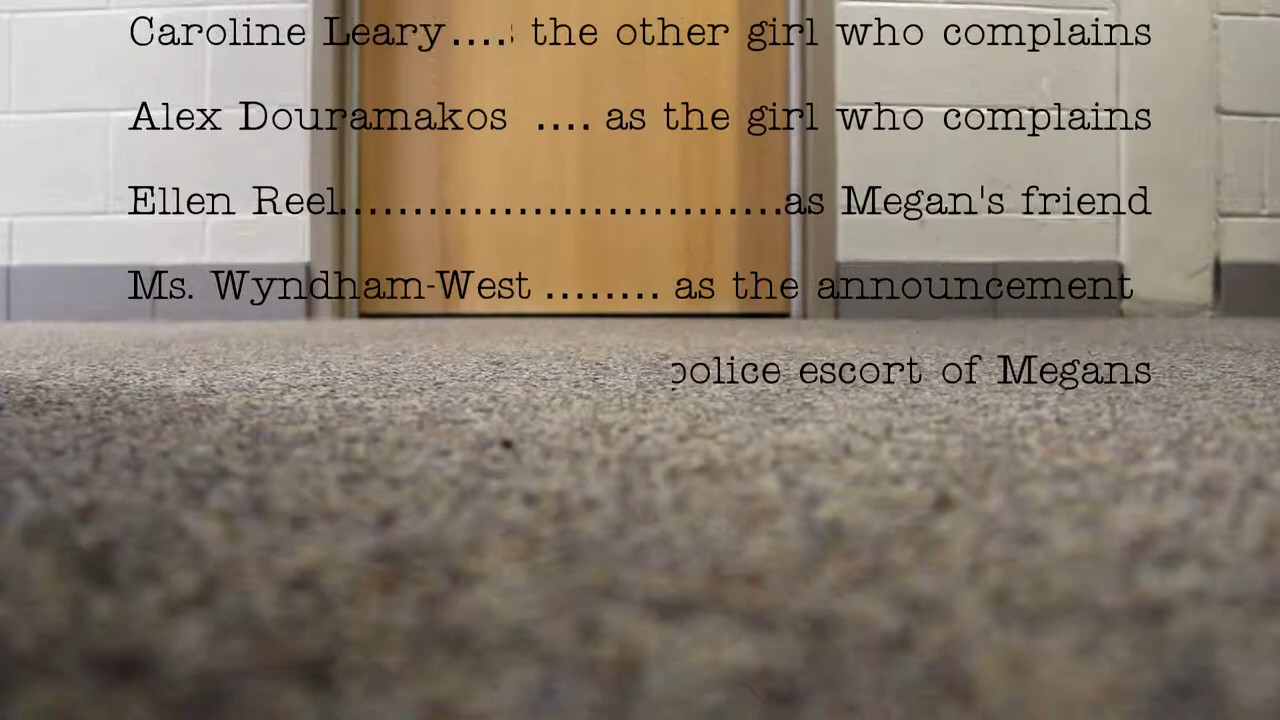 Caroline Leary.... the other girl who complains
Alex Douramakos .... as the girl who complains
Ellen Reel..............................as Megan's friend
Ms. Wyndham-West ........ as the announcement
police escort of Megans